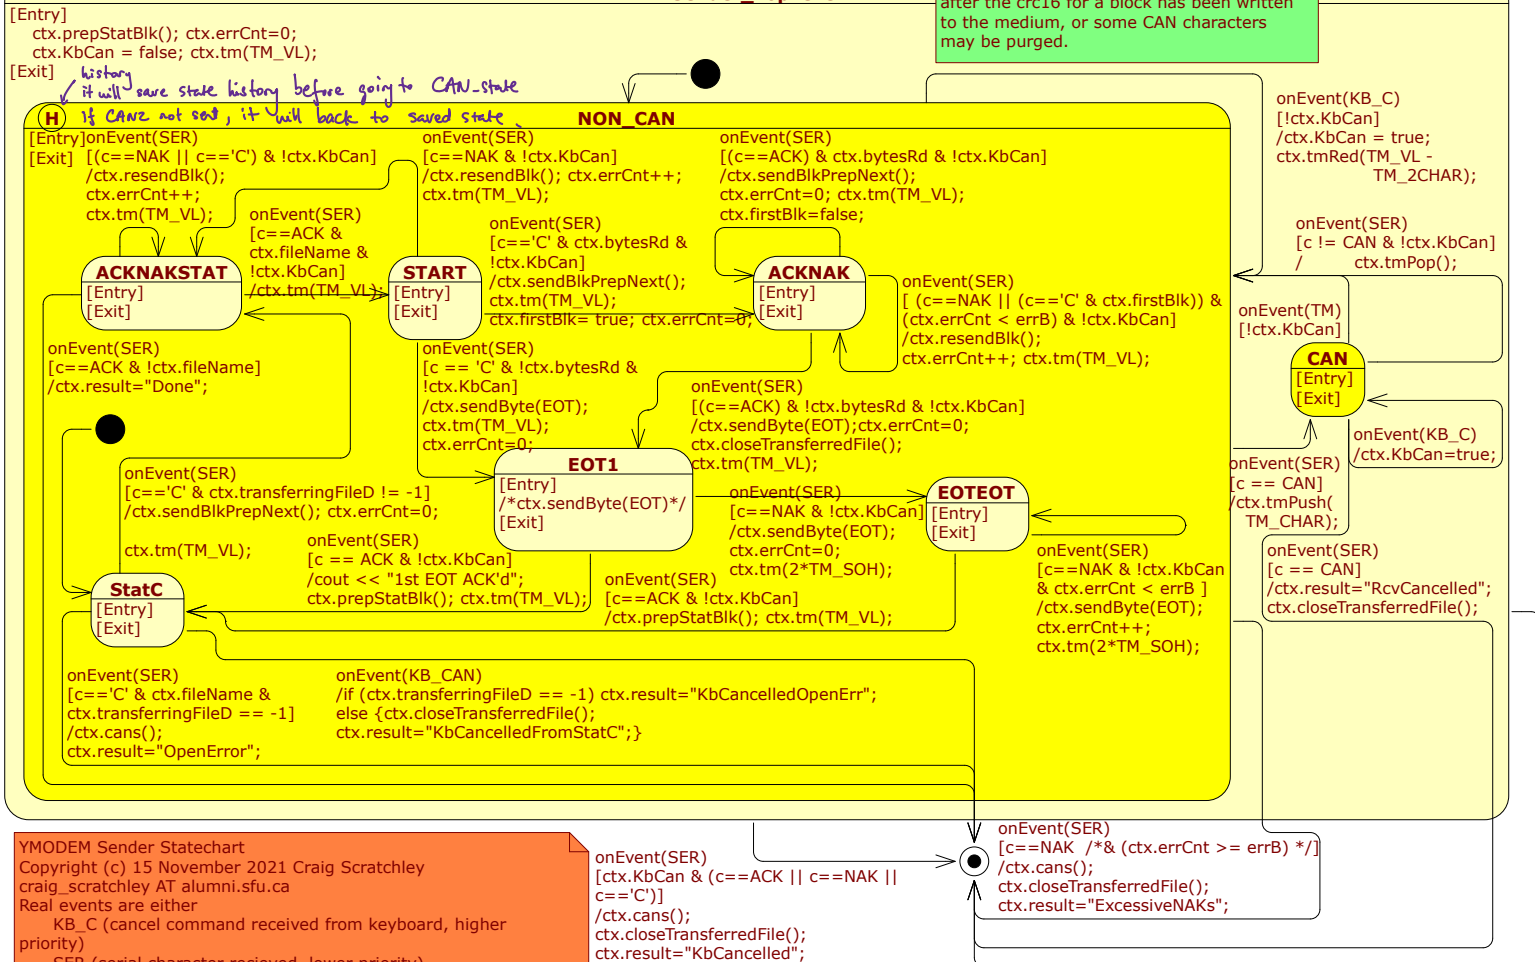 [Entry]
ctx.prepStatBlk(); ctx.errCnt=0;
ctx.KbCan = false; ctx.tm(TM_VL);
[Exit]
after the crc16 for a block has been written
to the medium, or some CAN characters
may be purged.
history
it will save state history before going to CAN_state
H
If CAN2 not sent, it will back to saved state.
NON_CAN
[Entry]
[Exit]
onEvent(SER)
[(c==NAK || c=='C') & !ctx.KbCan]
/ctx.resendBlk();
ctx.errCnt++;
ctx.tm(TM_VL);
onEvent(SER)
[c==NAK & !ctx.KbCan]
/ctx.resendBlk(); ctx.errCnt++;
ctx.tm(TM_VL);
onEvent(SER)
[(c==ACK) & ctx.bytesRd & !ctx.KbCan]
/ctx.sendBlkPrepNext();
ctx.errCnt=0; ctx.tm(TM_VL);
ctx.firstBlk=false;
onEvent(KB_C)
[!ctx.KbCan]
/ctx.KbCan = true;
ctx.tmRed(TM_VL -
TM_2CHAR);
onEvent(SER)
[c==ACK &
ctx.fileName &
!ctx.KbCan]
/ctx.tm(TM_VL);
onEvent(SER)
[c=='C' & ctx.bytesRd &
!ctx.KbCan]
/ctx.sendBlkPrepNext();
ctx.tm(TM_VL);
ctx.firstBlk= true; ctx.errCnt=0;
onEvent(SER)
[c != CAN & !ctx.KbCan]
/ ctx.tmPop();
ACKNAKSTAT
[Entry]
[Exit]
START
[Entry]
[Exit]
ACKNAK
[Entry]
[Exit]
onEvent(SER)
[ (c==NAK || (c=='C' & ctx.firstBlk)) &
(ctx.errCnt < errB) & !ctx.KbCan]
/ctx.resendBlk();
ctx.errCnt++; ctx.tm(TM_VL);
onEvent(TM)
[!ctx.KbCan]
CAN
[Entry]
[Exit]
onEvent(SER)
[c==ACK & !ctx.fileName]
/ctx.result="Done";
onEvent(SER)
[c == 'C' & !ctx.bytesRd &
!ctx.KbCan]
/ctx.sendByte(EOT);
ctx.tm(TM_VL);
ctx.errCnt=0;
onEvent(SER)
[(c==ACK) & !ctx.bytesRd & !ctx.KbCan]
/ctx.sendByte(EOT);ctx.errCnt=0;
ctx.closeTransferredFile();
ctx.tm(TM_VL);
onEvent(KB_C)
/ctx.KbCan=true;
onEvent(SER)
[c == CAN]
/ctx.tmPush(
TM_CHAR);
onEvent(SER)
[c=='C' & ctx.transferringFileD != -1]
/ctx.sendBlkPrepNext(); ctx.errCnt=0;
ctx.tm(TM_VL);
EOT1
[Entry]
/*ctx.sendByte(EOT)*/
[Exit]
EOTEOT
[Entry]
[Exit]
onEvent(SER)
[c==NAK & !ctx.KbCan]
/ctx.sendByte(EOT);
ctx.errCnt=0;
ctx.tm(2*TM_SOH);
onEvent(SER)
[c == ACK & !ctx.KbCan]
/cout << "1st EOT ACK'd";
ctx.prepStatBlk(); ctx.tm(TM_VL);
onEvent(SER)
[c==ACK & !ctx.KbCan]
/ctx.prepStatBlk(); ctx.tm(TM_VL);
onEvent(SER)
[c==NAK & !ctx.KbCan
& ctx.errCnt < errB ]
/ctx.sendByte(EOT);
ctx.errCnt++;
ctx.tm(2*TM_SOH);
onEvent(SER)
[c == CAN]
/ctx.result="RcvCancelled";
ctx.closeTransferredFile();
StatC
[Entry]
[Exit]
onEvent(SER)
[c=='C' & ctx.fileName &
ctx.transferringFileD == -1]
/ctx.cans();
ctx.result="OpenError";
onEvent(KB_CAN)
/if (ctx.transferringFileD == -1) ctx.result="KbCancelledOpenErr";
else {ctx.closeTransferredFile();
ctx.result="KbCancelledFromStatC";}
YMODEM Sender Statechart
Copyright (c) 15 November 2021 Craig Scratchley
craig_scratchley AT alumni.sfu.ca
Real events are either
KB_C (cancel command received from keyboard, higher
priority)
SER (serial character recieved, lower priority)
onEvent(SER)
[ctx.KbCan & (c==ACK || c==NAK ||
c=='C')]
/ctx.cans();
ctx.closeTransferredFile();
ctx.result="KbCancelled";
onEvent(SER)
[c==NAK /*& (ctx.errCnt >= errB) */]
/ctx.cans();
ctx.closeTransferredFile();
ctx.result="ExcessiveNAKs";